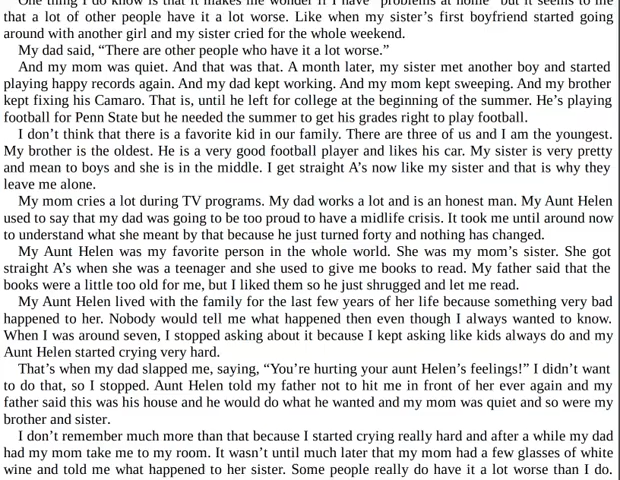 One thing I do know is that it makes me wonder if I have “problems at home” but it seems to me
that a lot of other people have it a lot worse. Like when my sister’s first boyfriend started going
around with another girl and my sister cried for the whole weekend.
My dad said, “There are other people who have it a lot worse.”
And my mom was quiet. And that was that. A month later, my sister met another boy and started
playing happy records again. And my dad kept working. And my mom kept sweeping. And my brother
kept fixing his Camaro. That is, until he left for college at the beginning of the summer. He’s playing
football for Penn State but he needed the summer to get his grades right to play football.
I don’t think that there is a favorite kid in our family. There are three of us and I am the youngest.
My brother is the oldest. He is a very good football player and likes his car. My sister is very pretty
and mean to boys and she is in the middle. I get straight A’s now like my sister and that is why they
leave me alone.
My mom cries a lot during TV programs. My dad works a lot and is an honest man. My Aunt Helen
used to say that my dad was going to be too proud to have a midlife crisis. It took me until around now
to understand what she meant by that because he just turned forty and nothing has changed.
My Aunt Helen was my favorite person in the whole world. She was my mom’s sister. She got
straight A’s when she was a teenager and she used to give me books to read. My father said that the
books were a little too old for me, but I liked them so he just shrugged and let me read.
My Aunt Helen lived with the family for the last few years of her life because something very bad
happened to her. Nobody would tell me what happened then even though I always wanted to know.
When I was around seven, I stopped asking about it because I kept asking like kids always do and my
Aunt Helen started crying very hard.
That’s when my dad slapped me, saying, “You’re hurting your aunt Helen’s feelings!” I didn’t want
to do that, so I stopped. Aunt Helen told my father not to hit me in front of her ever again and my
father said this was his house and he would do what he wanted and my mom was quiet and so were my
brother and sister.
I don’t remember much more than that because I started crying really hard and after a while my dad
had my mom take me to my room. It wasn’t until much later that my mom had a few glasses of white
wine and told me what happened to her sister. Some people really do have it a lot worse than I do.